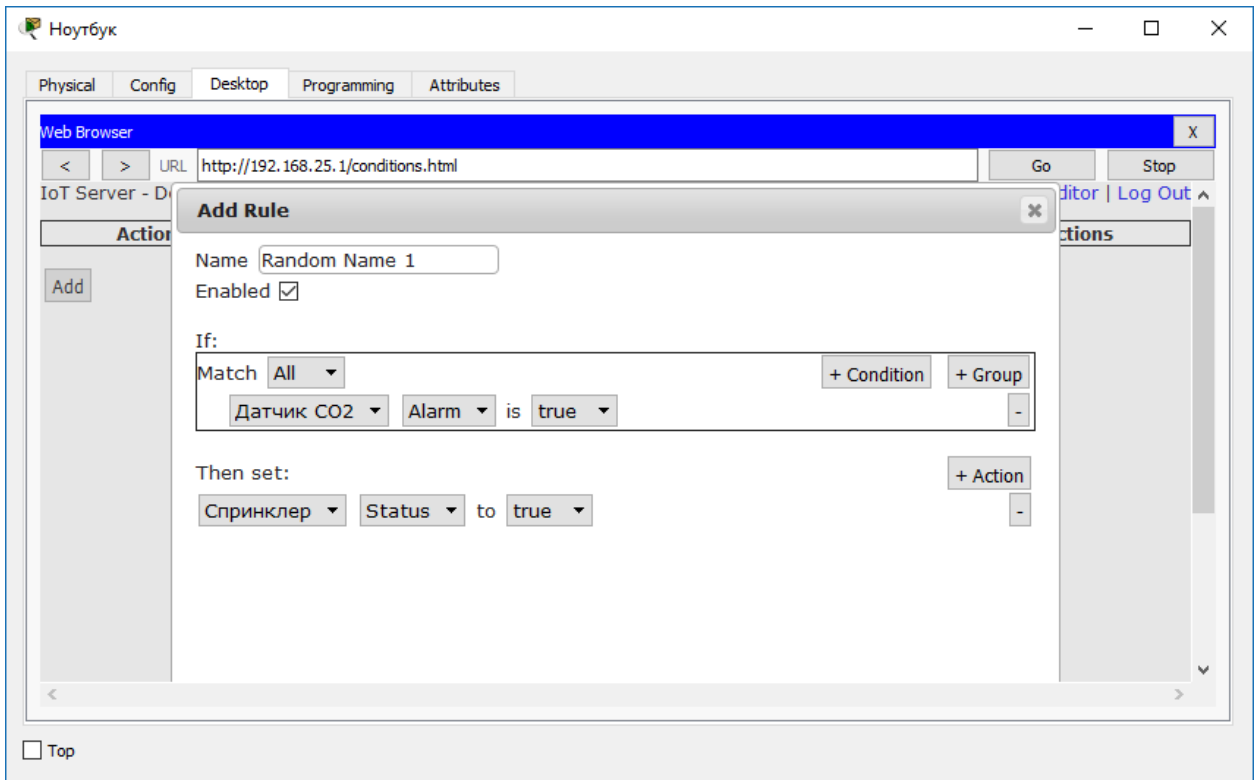 Ноутбук
Physical Config Desktop Programming Attributes
Web Browser X
< > URL http://192.168.25.1/conditions.html Go Stop
IoT Server - D ditor | Log Out
Add Rule
Action ctions
Name Random Name 1
Add
Enabled
If:
Match All + Condition + Group
Датчик CO2 Alarm is true -
Then set: + Action
Спринклер Status to true -
Top